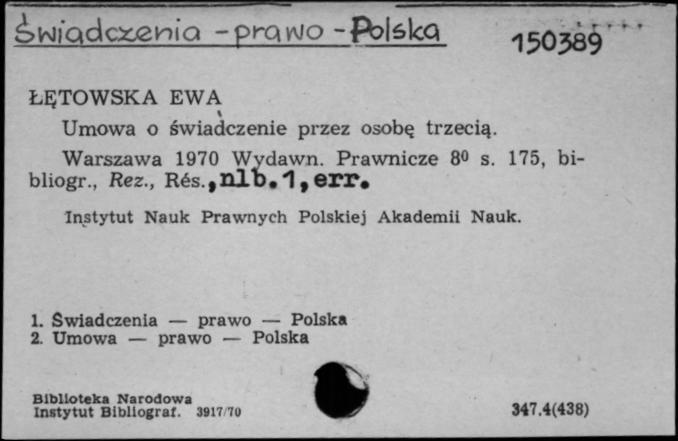 Świadczenia - prawo - Polska
150389
ŁĘTOWSKA EWA
Umowa o świadczenie przez osobę trzecią.
Warszawa 1970 Wydawn. Prawnicze 8º s. 175, bi-
bliogr., Rez., Rés., nlb. 1, err.
Instytut Nauk Prawnych Polskiej Akademii Nauk.
1. Świadczenia — prawo — Polska
2. Umowa — prawo — Polska
Biblioteka Narodowa
Instytut Bibliograf. 3917/70
347.4(438)